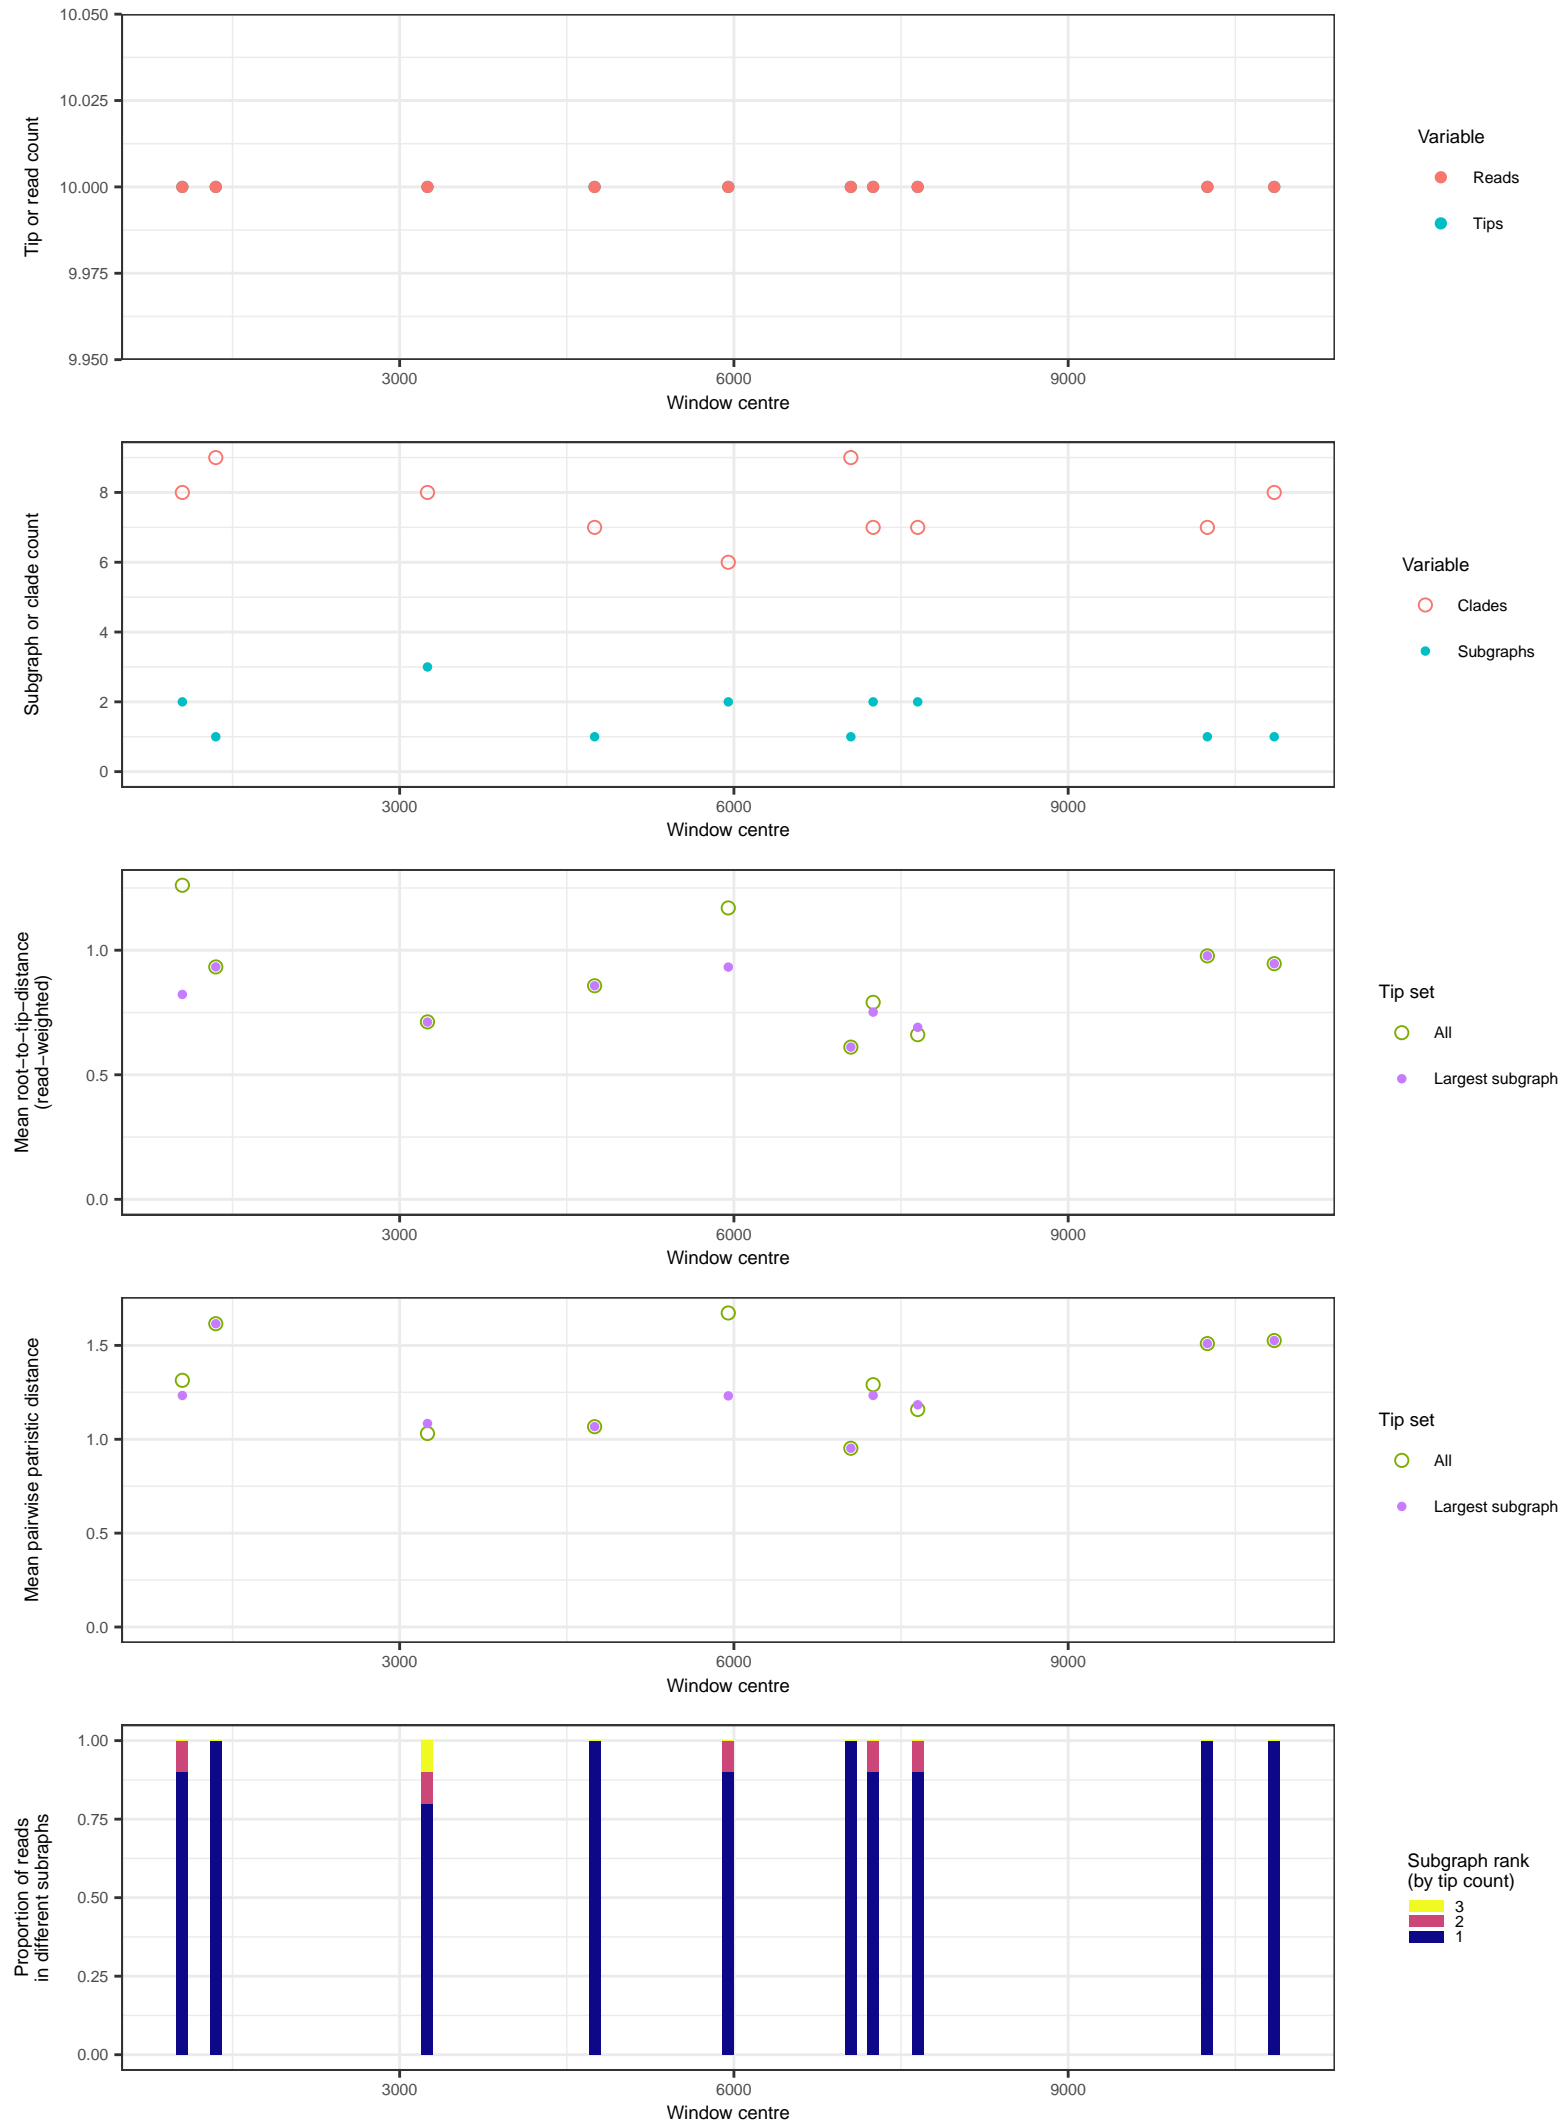 10.050
10.025
10.000
9.975
9.950
Tip or read count
3000 6000 9000
Window centre
Variable
Reads
Tips
8
6
4
2
0
Subgraph or clade count
3000 6000 9000
Window centre
Variable
Clades
Subgraphs
1.0
0.5
0.0
Mean root−to−tip−distance
(read−weighted)
3000 6000 9000
Window centre
Tip set
All
Largest subgraph
1.5
1.0
0.5
0.0
Mean pairwise patristic distance
3000 6000 9000
Window centre
Tip set
All
Largest subgraph
1.00
0.75
0.50
0.25
0.00
Proportion of reads
in different subraphs
3000 6000 9000
Window centre
Subgraph rank
(by tip count)
3
2
1